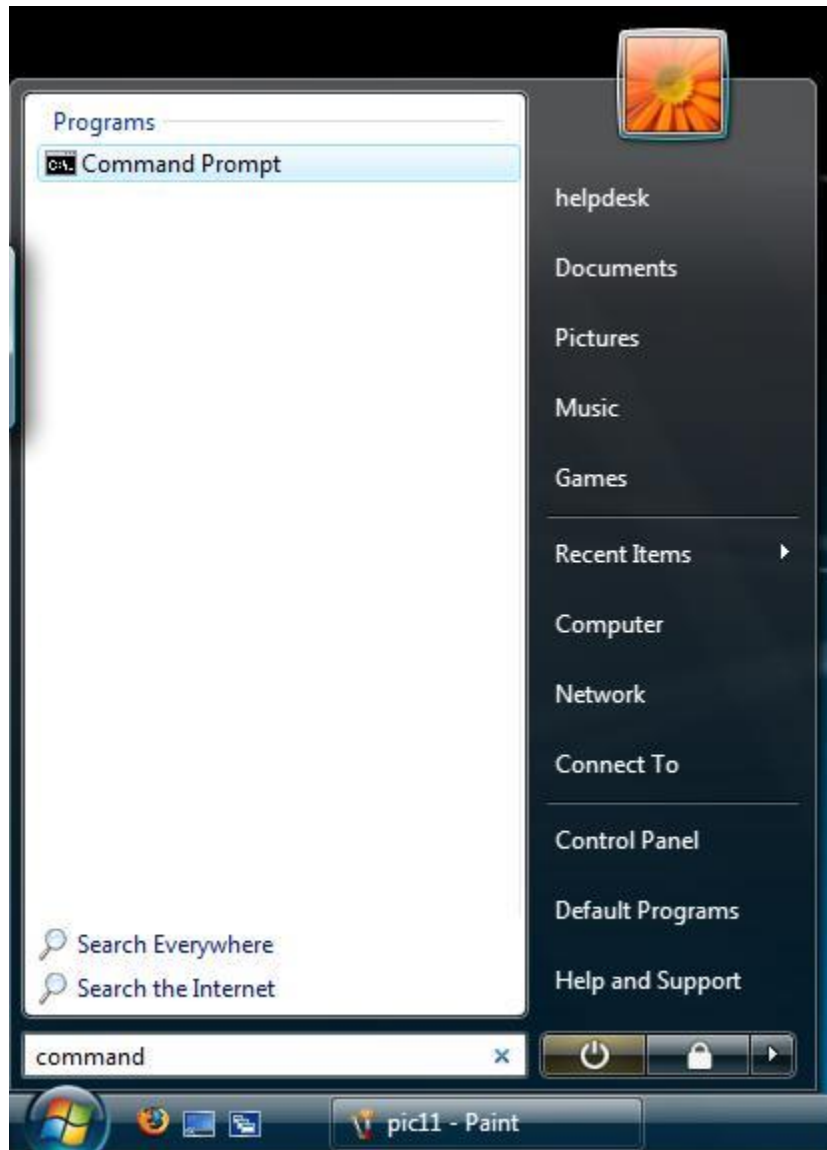 Programs
C:\_ Command Prompt
Search Everywhere
Search the Internet
command
helpdesk
Documents
Pictures
Music
Games
Recent Items
Computer
Network
Connect To
Control Panel
Default Programs
Help and Support
pic11 - Paint